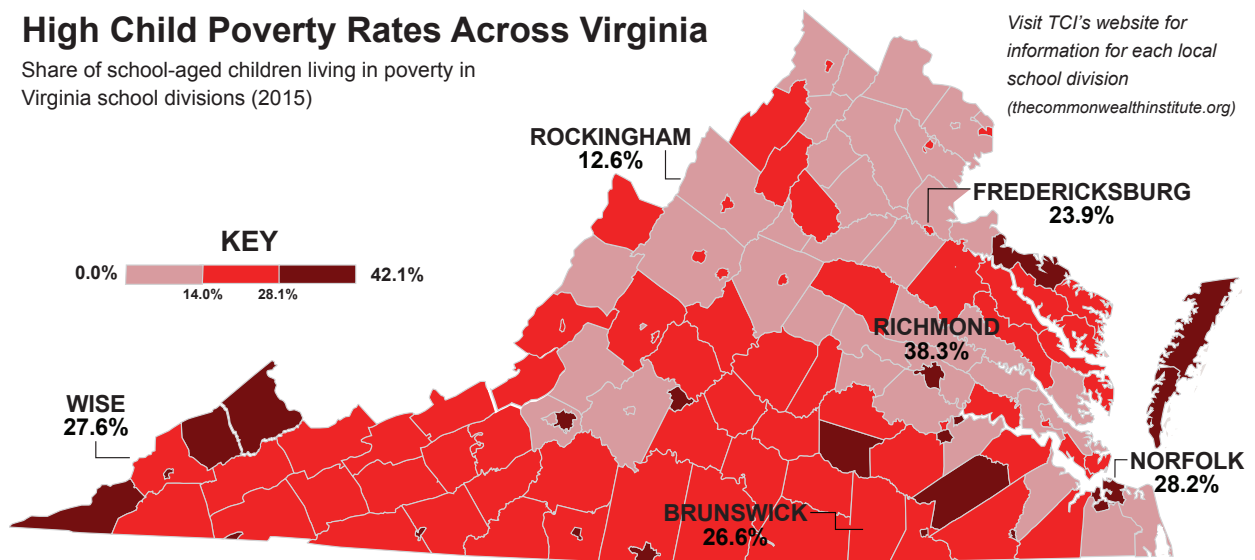 High Child Poverty Rates Across Virginia
Share of school-aged children living in poverty in
Virginia school divisions (2015)
Visit TCI's website for
information for each local
school division
(thecommonwealthinstitute.org)
ROCKINGHAM
12.6%
FREDERICKSBURG
23.9%
KEY
0.0%
42.1%
14.0%
28.1%
RICHMOND
38.3%
WISE
27.6%
NORFOLK
28.2%
BRUNSWICK
26.6%